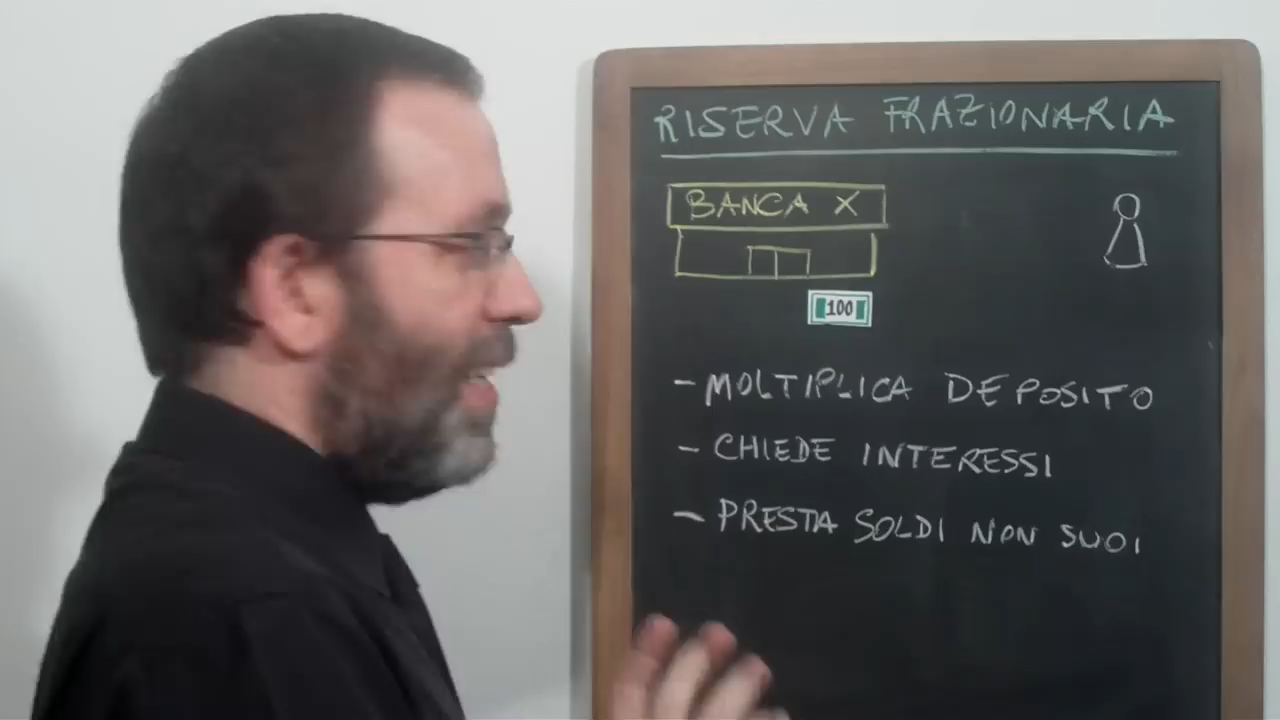 RISERVA FRAZIONARIA
BANCA X
100
- MOLTIPLICA DEPOSITO
- CHIEDE INTERESSI
- PRESTA SOLDI NON SUOI